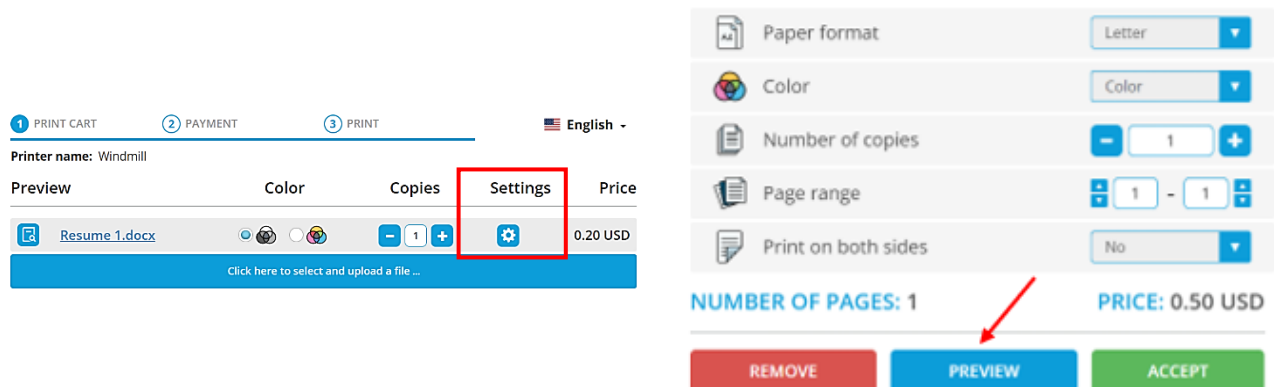 1 PRINT CART 2 PAYMENT 3 PRINT English
Printer name: Windmill
Preview Color Copies Settings Price
Resume 1.docx - 1 + 0.20 USD
Click here to select and upload a file ...
Paper format Letter
Color Color
Number of copies - 1 +
Page range 1 - 1
Print on both sides No
NUMBER OF PAGES: 1 PRICE: 0.50 USD
REMOVE PREVIEW ACCEPT